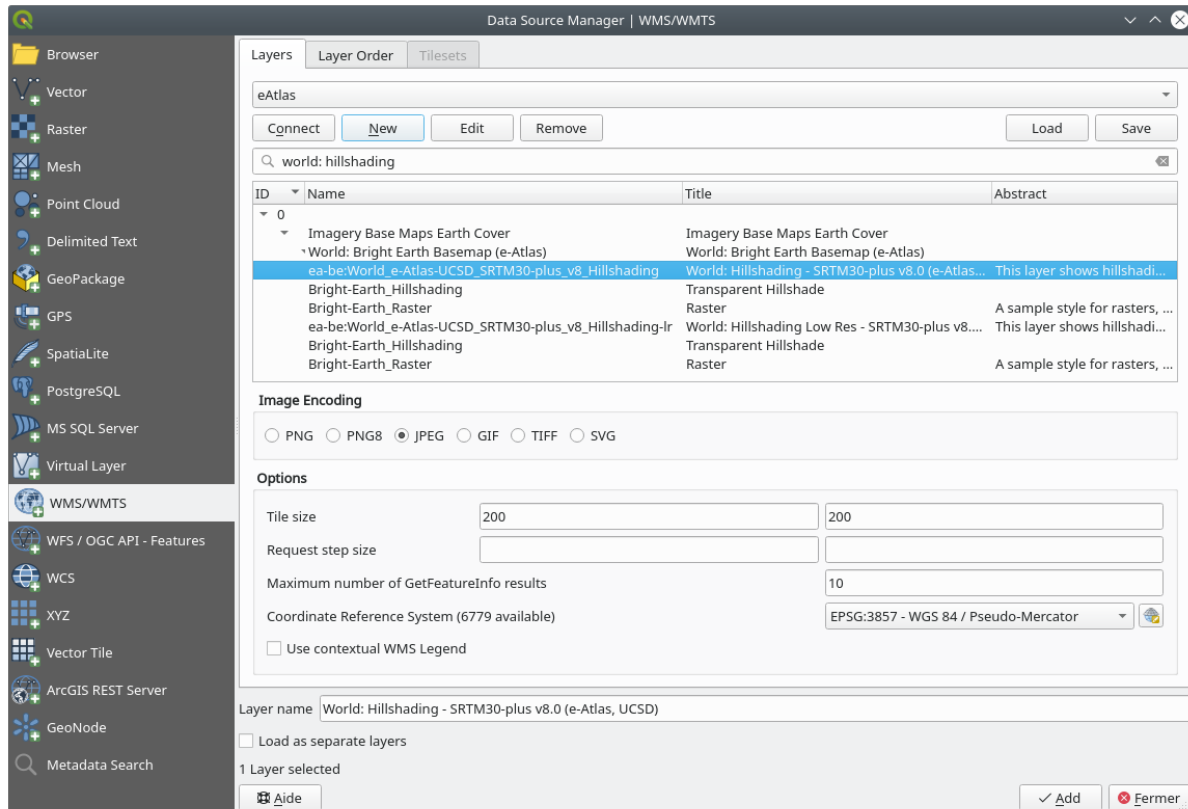 Data Source Manager | WMS/WMTS
Browser
Vector
Raster
Mesh
Point Cloud
Delimited Text
GeoPackage
GPS
SpatiaLite
PostgreSQL
MS SQL Server
Virtual Layer
WMS/WMTS
WFS / OGC API - Features
WCS
XYZ
Vector Tile
ArcGIS REST Server
GeoNode
Metadata Search
Layers Layer Order Tilesets
eAtlas
Connect New Edit Remove Load Save
world: hillshading
ID Name Title Abstract
0
Imagery Base Maps Earth Cover Imagery Base Maps Earth Cover
World: Bright Earth Basemap (e-Atlas) World: Bright Earth Basemap (e-Atlas)
ea-be:World_e-Atlas-UCSD_SRTM30-plus_v8_Hillshading World: Hillshading - SRTM30-plus v8.0 (e-Atlas... This layer shows hillshadi...
Bright-Earth_Hillshading Transparent Hillshade
Bright-Earth_Raster Raster A sample style for rasters, ...
ea-be:World_e-Atlas-UCSD_SRTM30-plus_v8_Hillshading-lr World: Hillshading Low Res - SRTM30-plus v8.... This layer shows hillshadi...
Bright-Earth_Hillshading Transparent Hillshade
Bright-Earth_Raster Raster A sample style for rasters, ...
Image Encoding
PNG PNG8 JPEG GIF TIFF SVG
Options
Tile size 200 200
Request step size
Maximum number of GetFeatureInfo results 10
Coordinate Reference System (6779 available) EPSG:3857 - WGS 84 / Pseudo-Mercator
Use contextual WMS Legend
Layer name World: Hillshading - SRTM30-plus v8.0 (e-Atlas, UCSD)
Load as separate layers
1 Layer selected
Aide Add Fermer